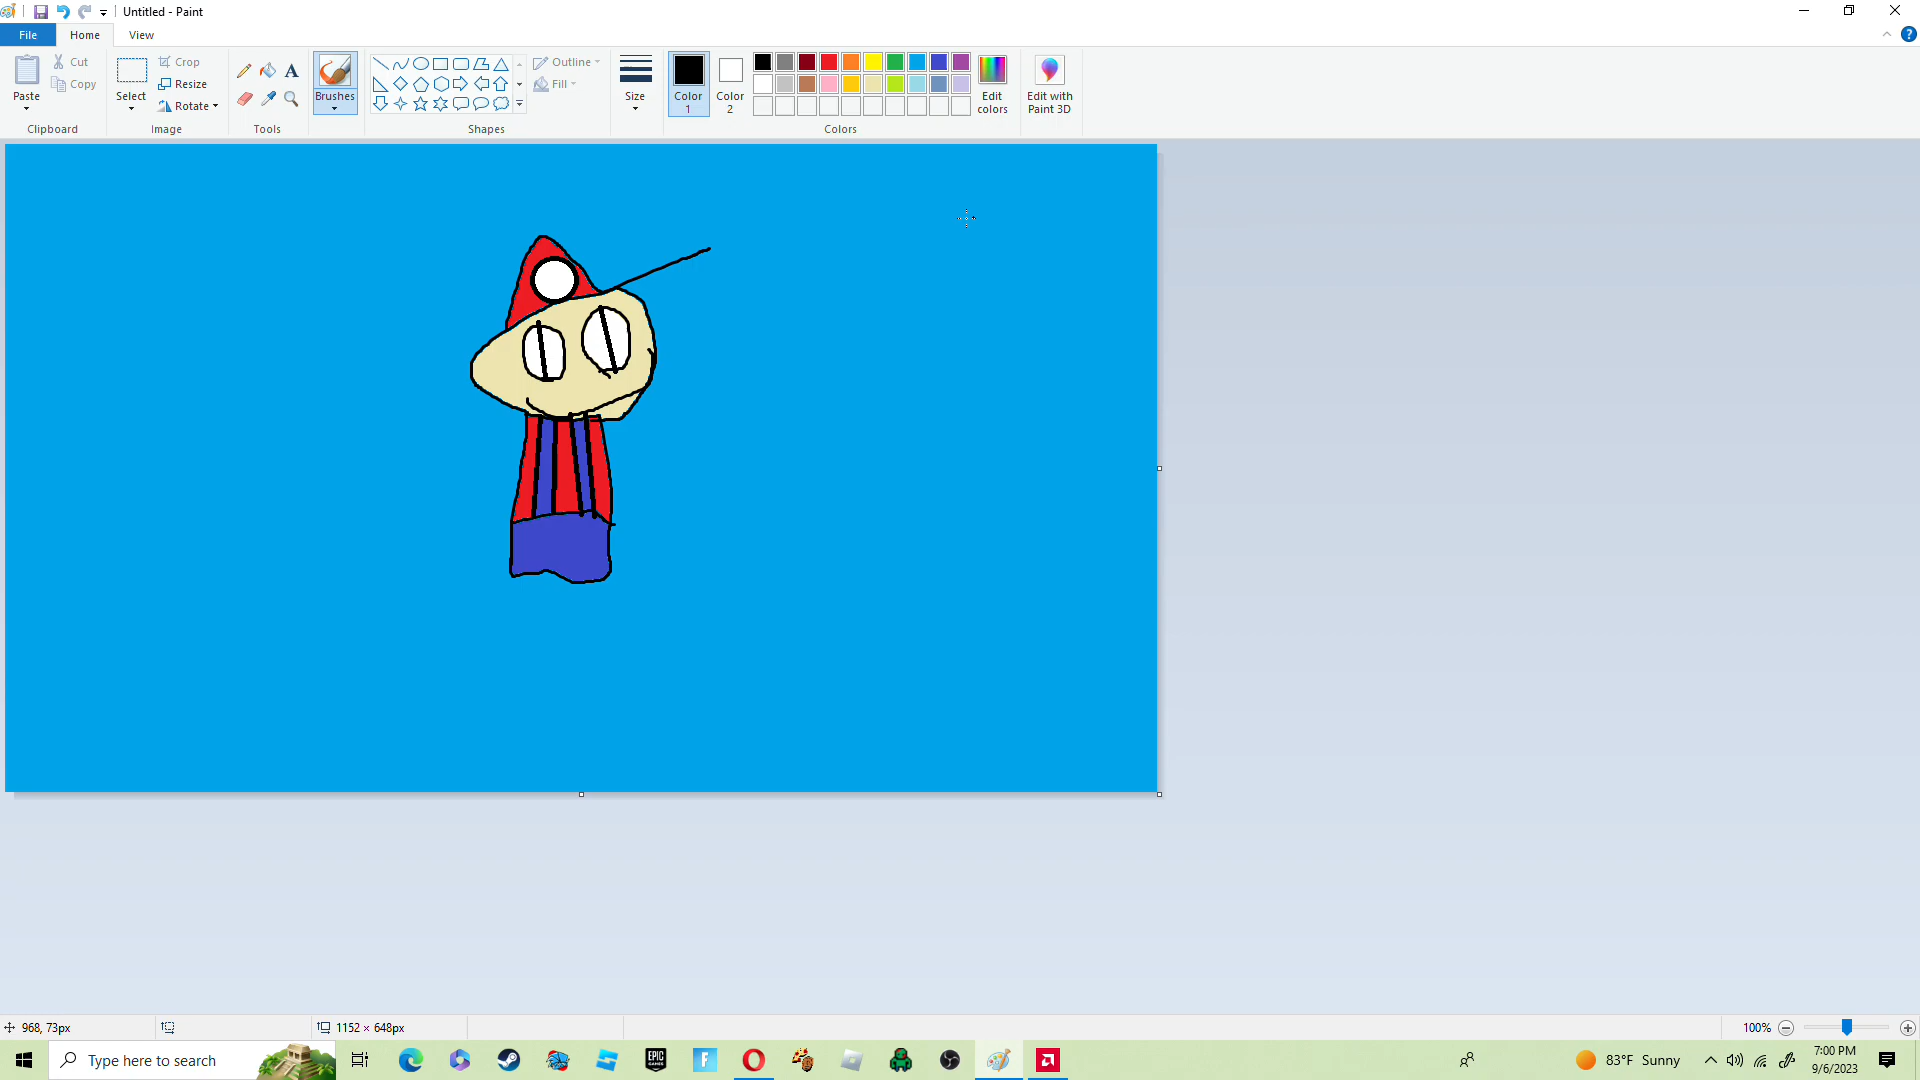 Untitled - Paint
File Home View
Paste
Cut
Copy
Clipboard
Select
Crop
Resize
Rotate
Image
A
Tools
Brushes
Shapes
Outline
Fill
Size
Color 1
Color 2
Colors
Edit colors
Edit with Paint 3D
968, 73px
1152 × 648px
100%
Type here to search
EPIC GAMES
F
83°F Sunny
7:00 PM
9/6/2023